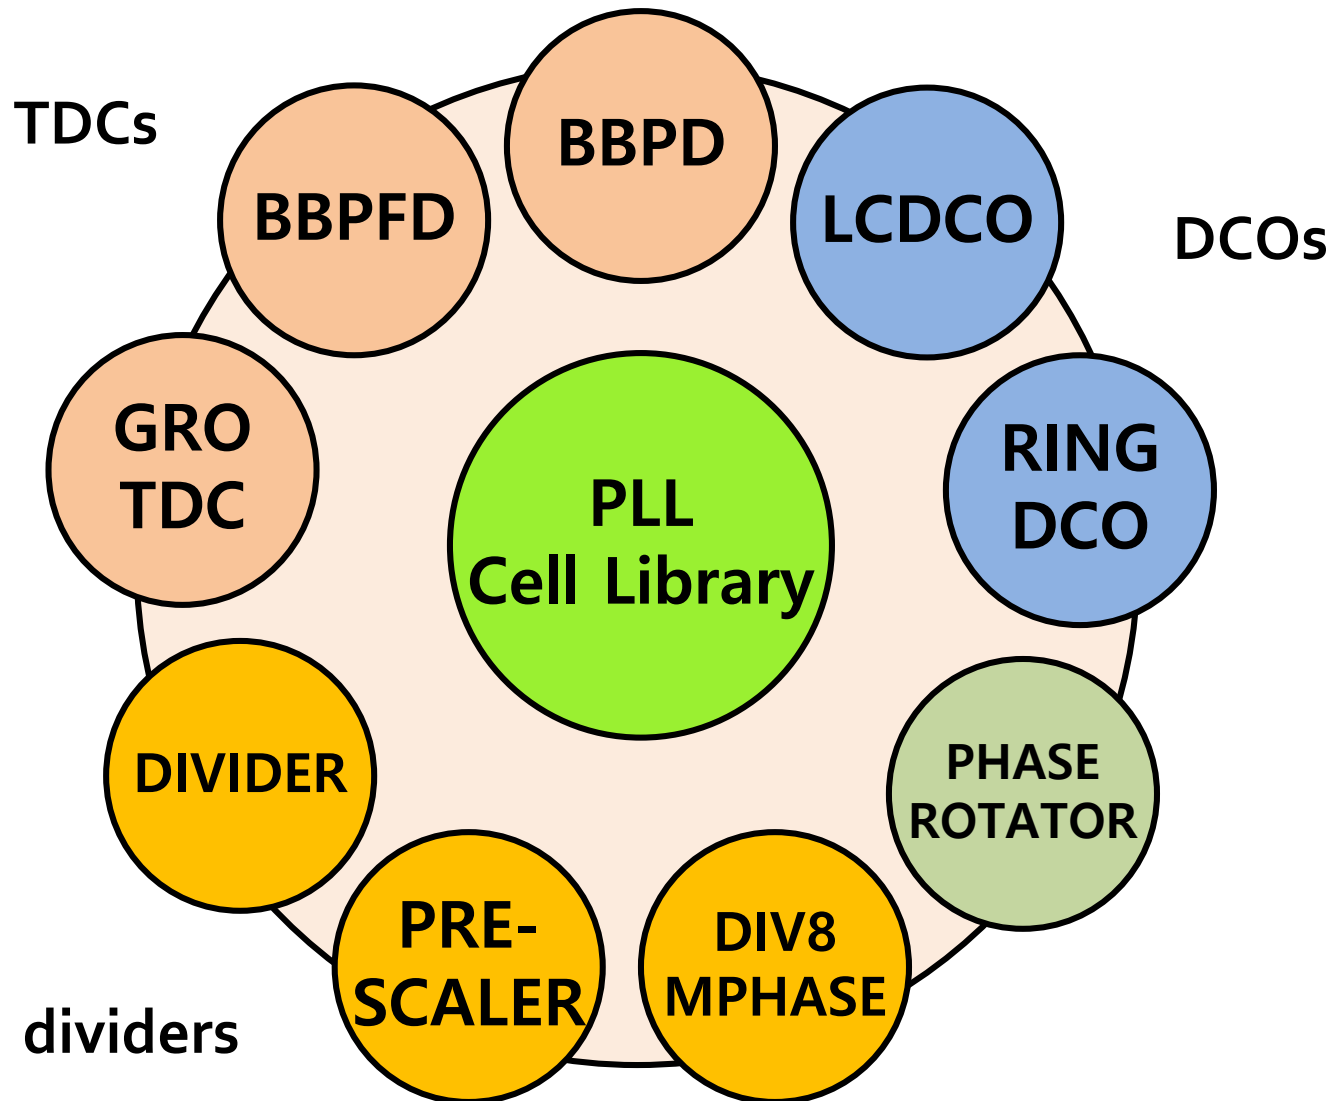 TDCs
BBPD
BBPFD
LCDCO
DCOs
GRO
TDC
RING
DCO
PLL
Cell Library
DIVIDER
PHASE
ROTATOR
PRE-
SCALER
DIV8
MPHASE
dividers